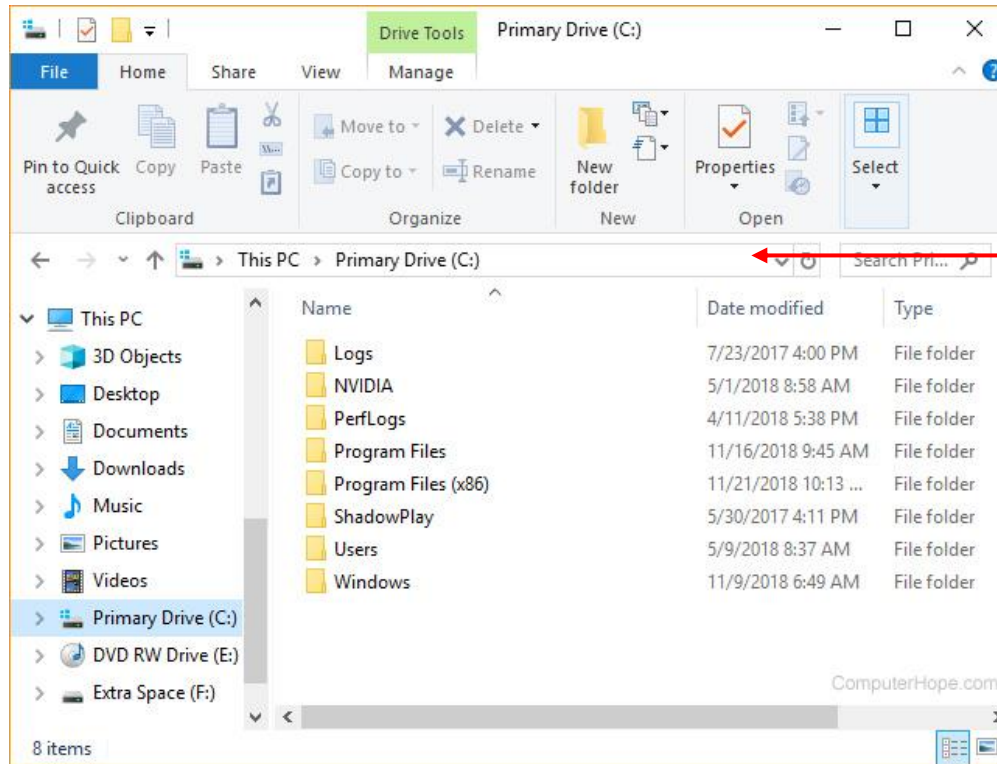 Drive Tools Primary Drive (C:)
File Home Share View Manage
Pin to Quick access Copy Paste
Move to Copy to
Delete Rename
New folder
Properties
Select
Clipboard Organize New Open
This PC > Primary Drive (C:) Search Pri...
Name Date modified Type
This PC
3D Objects
Desktop
Documents
Downloads
Music
Pictures
Videos
Primary Drive (C:)
DVD RW Drive (E:)
Extra Space (F:)
Logs 7/23/2017 4:00 PM File folder
NVIDIA 5/1/2018 8:58 AM File folder
PerfLogs 4/11/2018 5:38 PM File folder
Program Files 11/16/2018 9:45 AM File folder
Program Files (x86) 11/21/2018 10:13 ... File folder
ShadowPlay 5/30/2017 4:11 PM File folder
Users 5/9/2018 8:37 AM File folder
Windows 11/9/2018 6:49 AM File folder
ComputerHope.com
8 items